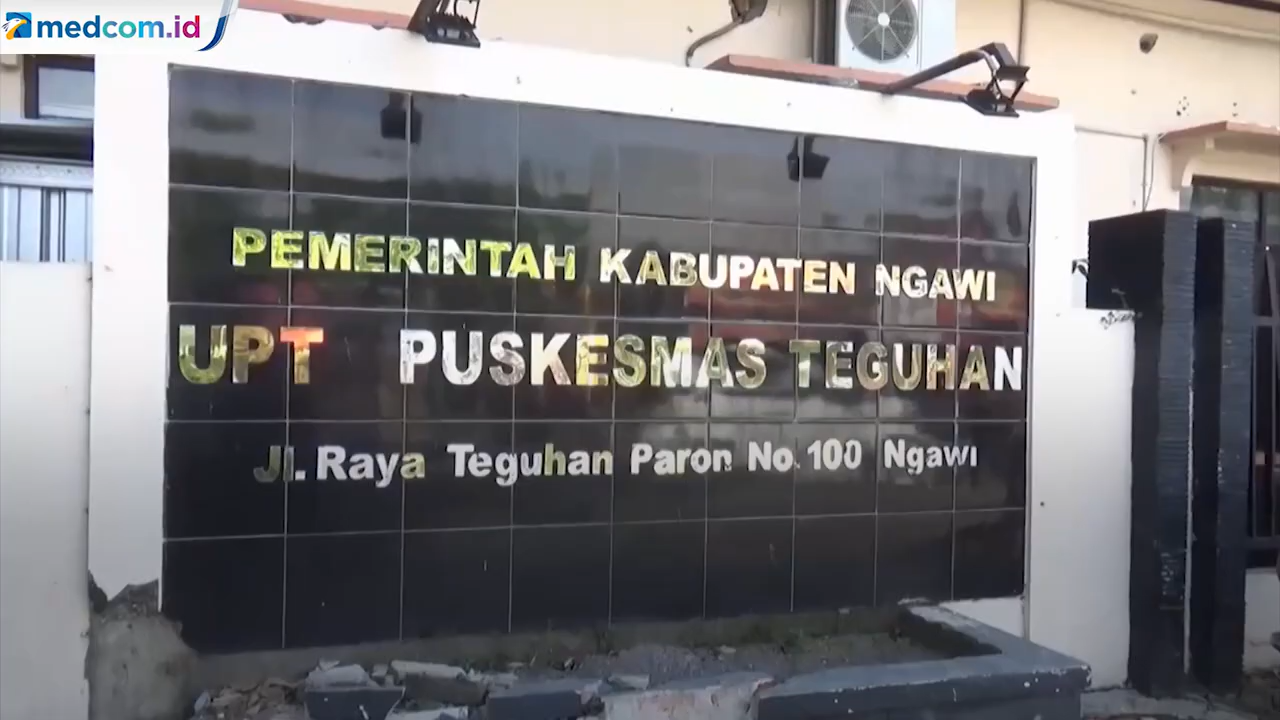 medcom.id
PEMERINTAH KABUPATEN NGAWI
UPT PUSKESMAS TEGUHAN
Jl. Raya Teguhan Paron No. 100 Ngawi